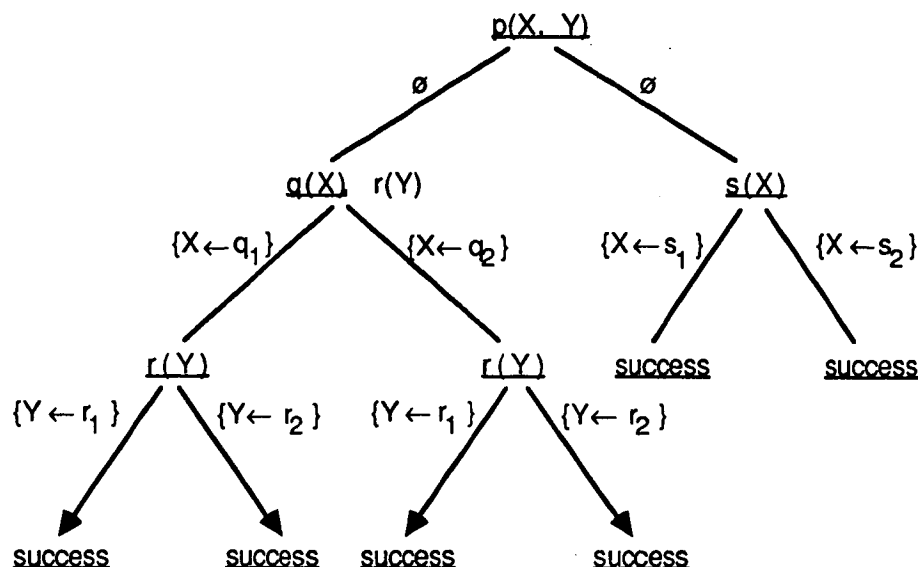 p(X, Y)
ø ø
q(X) r(Y) s(X)
{X←q₁} {X←q₂} {X←s₁} {X←s₂}
r(Y) r(Y) success success
{Y←r₁} {Y←r₂} {Y←r₁} {Y←r₂}
success success success success